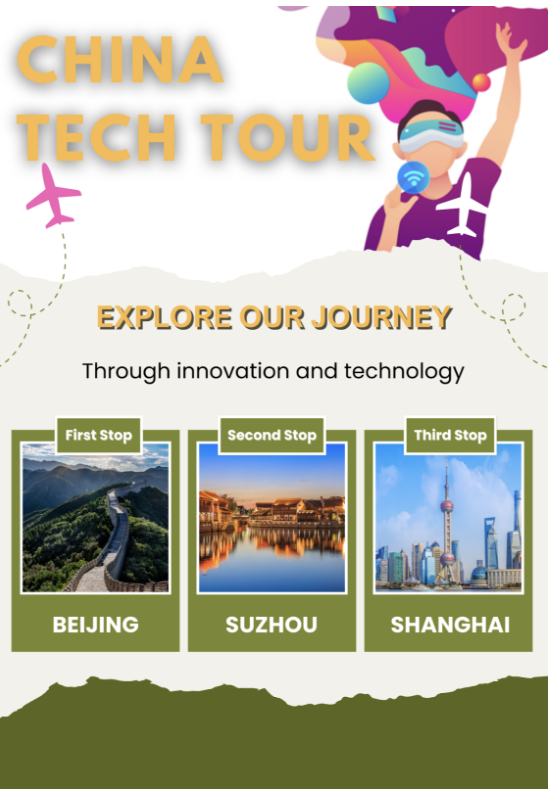 CHINA
TECH TOUR
EXPLORE OUR JOURNEY
Through innovation and technology
First Stop
BEIJING
Second Stop
SUZHOU
Third Stop
SHANGHAI